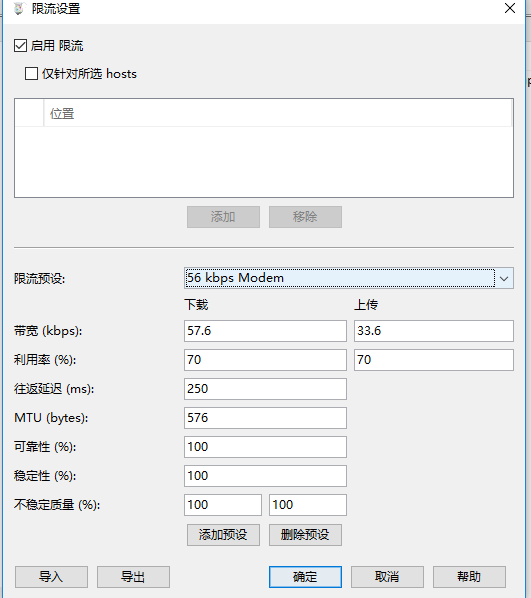 限流设置
启用 限流
仅针对所选 hosts
位置
添加 移除
限流预设: 56 kbps Modem
下载 上传
带宽 (kbps): 57.6 33.6
利用率 (%): 70 70
往返延迟 (ms): 250
MTU (bytes): 576
可靠性 (%): 100
稳定性 (%): 100
不稳定质量 (%): 100 100
添加预设 删除预设
导入 导出 确定 取消 帮助